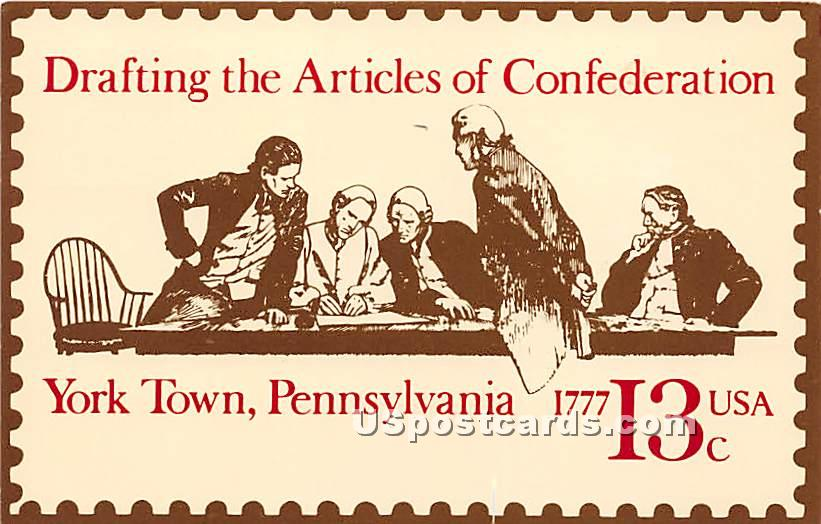 Drafting the Articles of Confederation
York Town, Pennsylvania 1777 13c USA
USpostcards.com